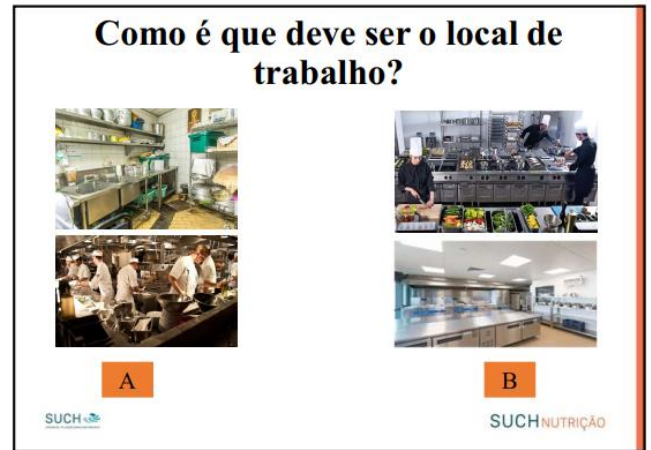 Como é que deve ser o local de
trabalho?
A
B
SUCH
SUCH NUTRIÇÃO